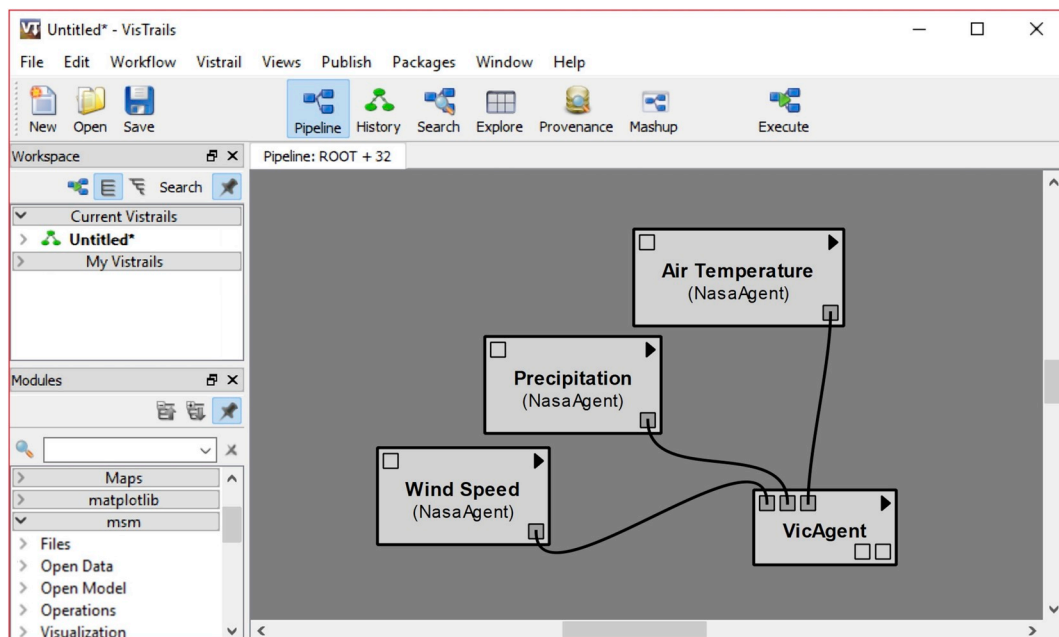 VT Untitled* - VisTrails
File Edit Workflow Vistrail Views Publish Packages Window Help
New Open Save Pipeline History Search Explore Provenance Mashup Execute
Workspace
Pipeline: ROOT + 32
Search
Current Vistrails
Untitled*
My Vistrails
Air Temperature
(NasaAgent)
Precipitation
(NasaAgent)
Wind Speed
(NasaAgent)
VicAgent
Modules
Maps
matplotlib
msm
Files
Open Data
Open Model
Operations
Visualization